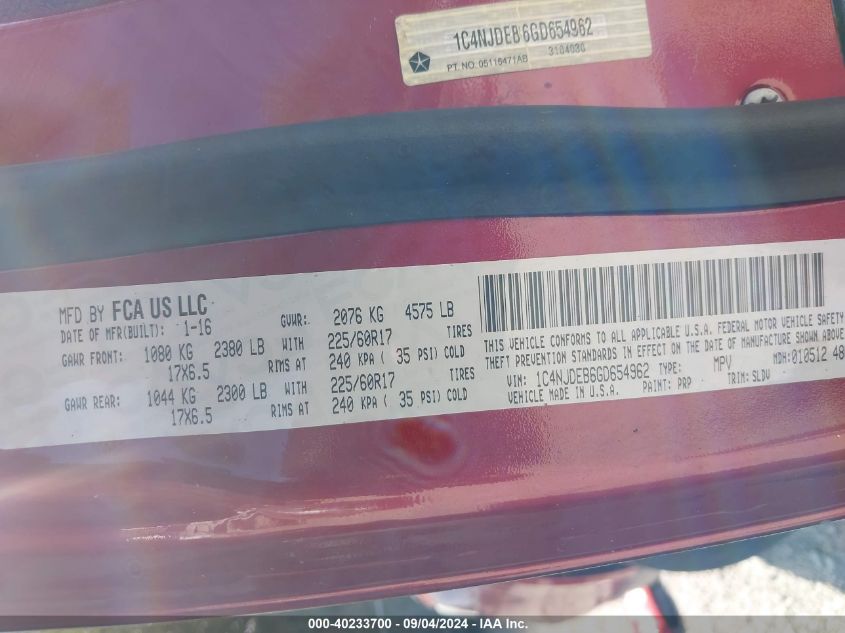 1C4NJDEB6GD654962
3104030
PT. NO. 05115471AB
MFD BY FCA US LLC
DATE OF MFR(BUILT): 1-16
GVWR: 2076 KG 4575 LB
GAWR FRONT: 1080 KG 2380 LB WITH 225/60R17 TIRES
17X6.5 RIMS AT 240 KPA ( 35 PSI) COLD
GAWR REAR: 1044 KG 2300 LB WITH 225/60R17 TIRES
17X6.5 RIMS AT 240 KPA ( 35 PSI) COLD
THIS VEHICLE CONFORMS TO ALL APPLICABLE U.S.A. FEDERAL MOTOR VEHICLE SAFETY
THEFT PREVENTION STANDARDS IN EFFECT ON THE DATE OF MANUFACTURE SHOWN
VIN: 1C4NJDEB6GD654962 TYPE: MPV MDH:010512 48
VEHICLE MADE IN U.S.A. PAINT: PRP TRIM: SLDV
000-40233700 - 09/04/2024 - IAA Inc.